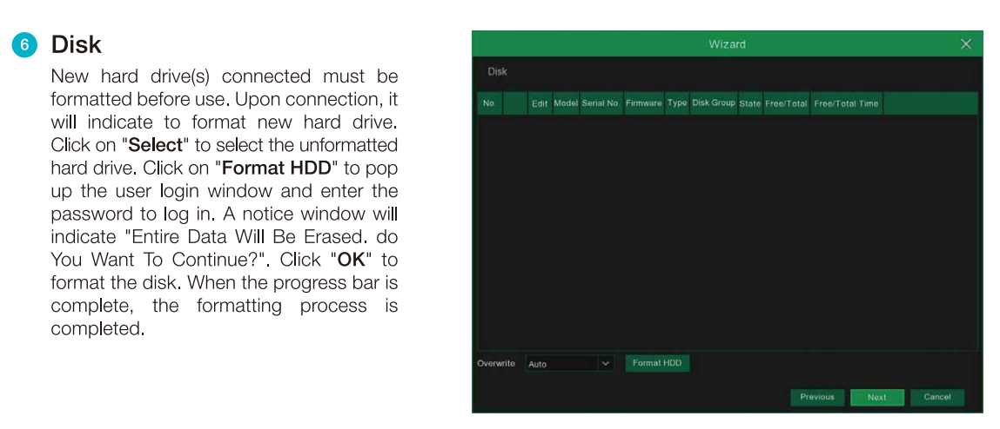 6 Disk
New hard drive(s) connected must be
formatted before use. Upon connection, it
will indicate to format new hard drive.
Click on "Select" to select the unformatted
hard drive. Click on "Format HDD" to pop
up the user login window and enter the
password to log in. A notice window will
indicate "Entire Data Will Be Erased. do
You Want To Continue?". Click "OK" to
format the disk. When the progress bar is
complete, the formatting process is
completed.
Wizard
Disk
No. Edit Model Serial No. Firmware Type Disk Group State Free/Total Free/Total Time
Overwrite Auto Format HDD
Previous Next Cancel